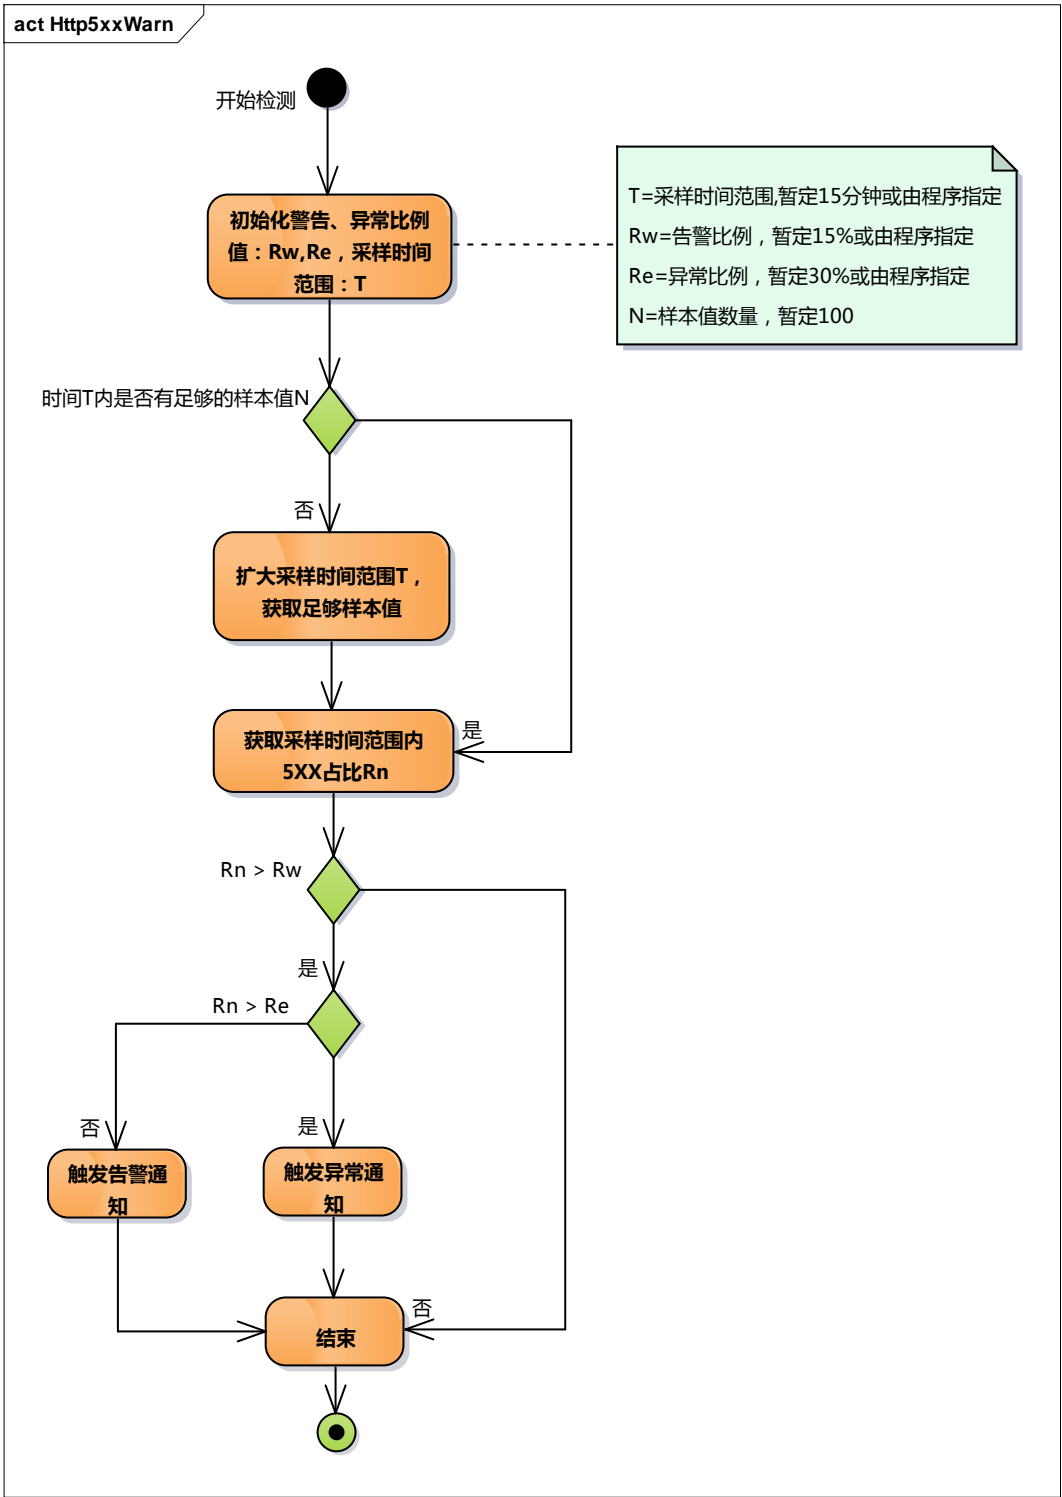 act Http5xxWarn
开始检测
初始化警告、异常比例
值：Rw,Re，采样时间
范围：T
T=采样时间范围,暂定15分钟或由程序指定
Rw=告警比例，暂定15%或由程序指定
Re=异常比例，暂定30%或由程序指定
N=样本值数量，暂定100
时间T内是否有足够的样本值N
否
扩大采样时间范围T，
获取足够样本值
是
获取采样时间范围内
5XX占比Rn
Rn > Rw
是
Rn > Re
否
是
触发告警通
知
触发异常通
知
否
结束